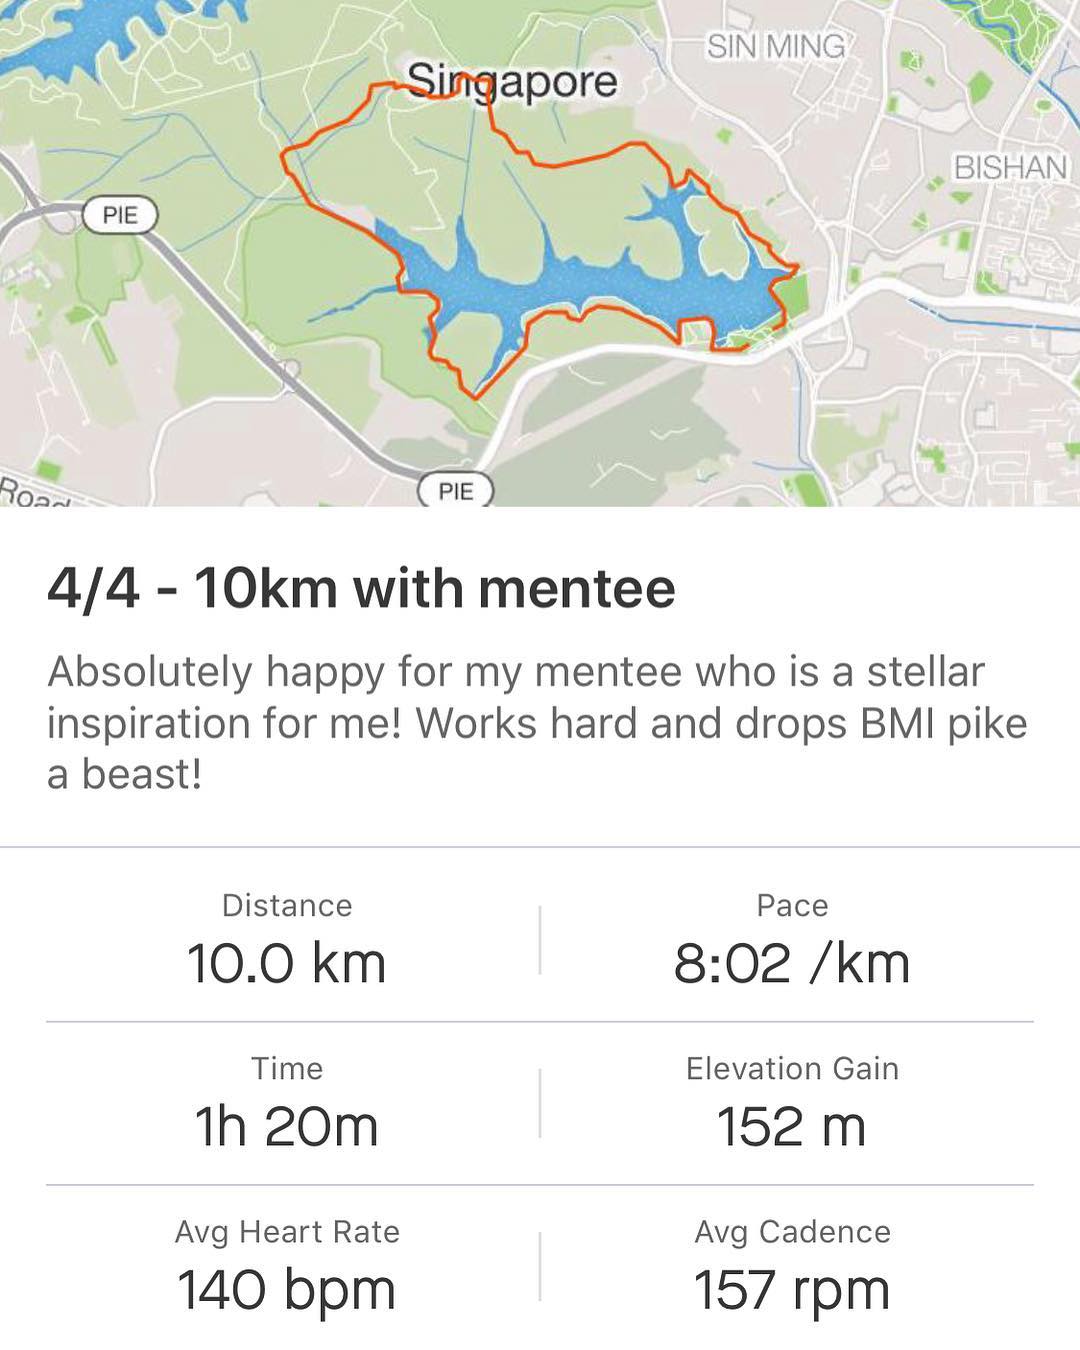 SIN MING
Singapore
BISHAN
PIE
PIE
Road
4/4 - 10km with mentee
Absolutely happy for my mentee who is a stellar
inspiration for me! Works hard and drops BMI pike
a beast!
Distance
10.0 km
Pace
8:02 /km
Time
1h 20m
Elevation Gain
152 m
Avg Heart Rate
140 bpm
Avg Cadence
157 rpm